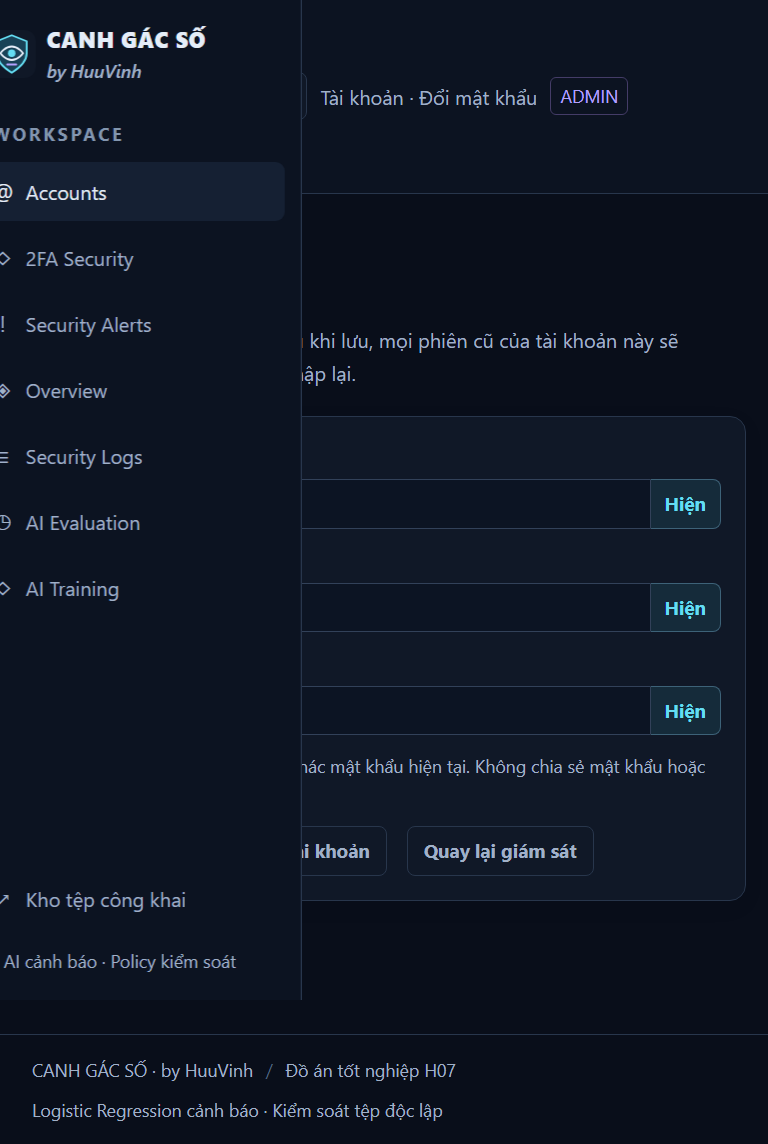 CANH GÁC SỐ
by HuuVinh
Tài khoản · Đổi mật khẩu
ADMIN
WORKSPACE
@ Accounts
2FA Security
! Security Alerts
Overview
Security Logs
AI Evaluation
AI Training
khi lưu, mọi phiên cũ của tài khoản này sẽ
lại.
Hiện
Hiện
Hiện
mật khẩu hiện tại. Không chia sẻ mật khẩu hoặc
khoản
Quay lại giám sát
Kho tệp công khai
AI cảnh báo · Policy kiểm soát
CANH GÁC SỐ · by HuuVinh / Đồ án tốt nghiệp H07
Logistic Regression cảnh báo · Kiểm soát tệp độc lập